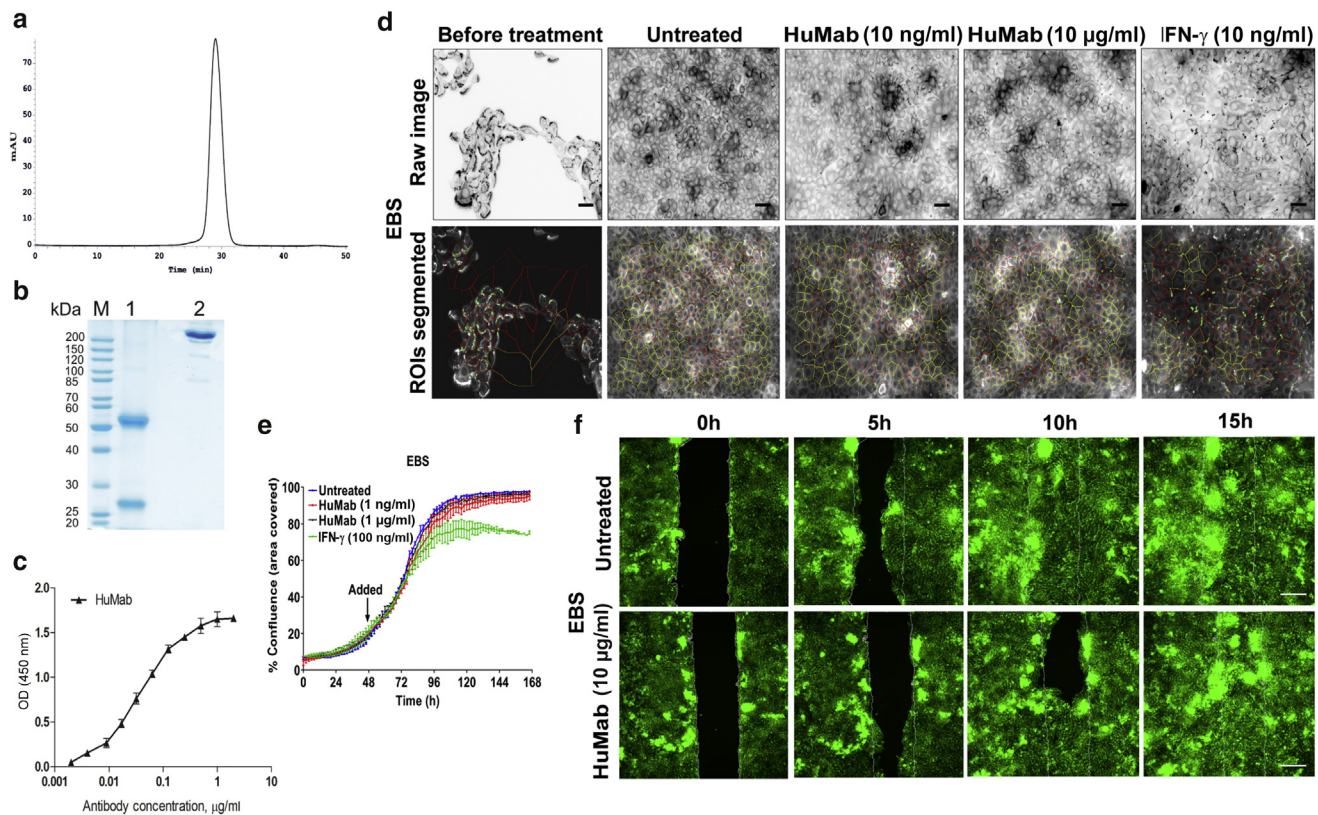 a
mAU
70
60
50
40
30
20
10
0
0 10 20 30 40 50
Time (min)
b
kDa M 1 2
200
150
120
100
85
70
60
50
40
30
25
20
c
HuMab
OD (450 nm)
2.0
1.5
1.0
0.5
0.0
0.001 0.01 0.1 1 10
Antibody concentration, µg/ml
d
Before treatment Untreated HuMab (10 ng/ml) HuMab (10 µg/ml) IFN-γ (10 ng/ml)
EBS
Raw image
ROIs segmented
e
EBS
% Confluence (area covered)
100
80
60
40
20
0
Untreated
HuMab (1 ng/ml)
HuMab (1 µg/ml)
IFN-γ (100 ng/ml)
Added
0 24 48 72 96 120 144 168
Time (h)
f
0h 5h 10h 15h
EBS
Untreated
HuMab (10 µg/ml)